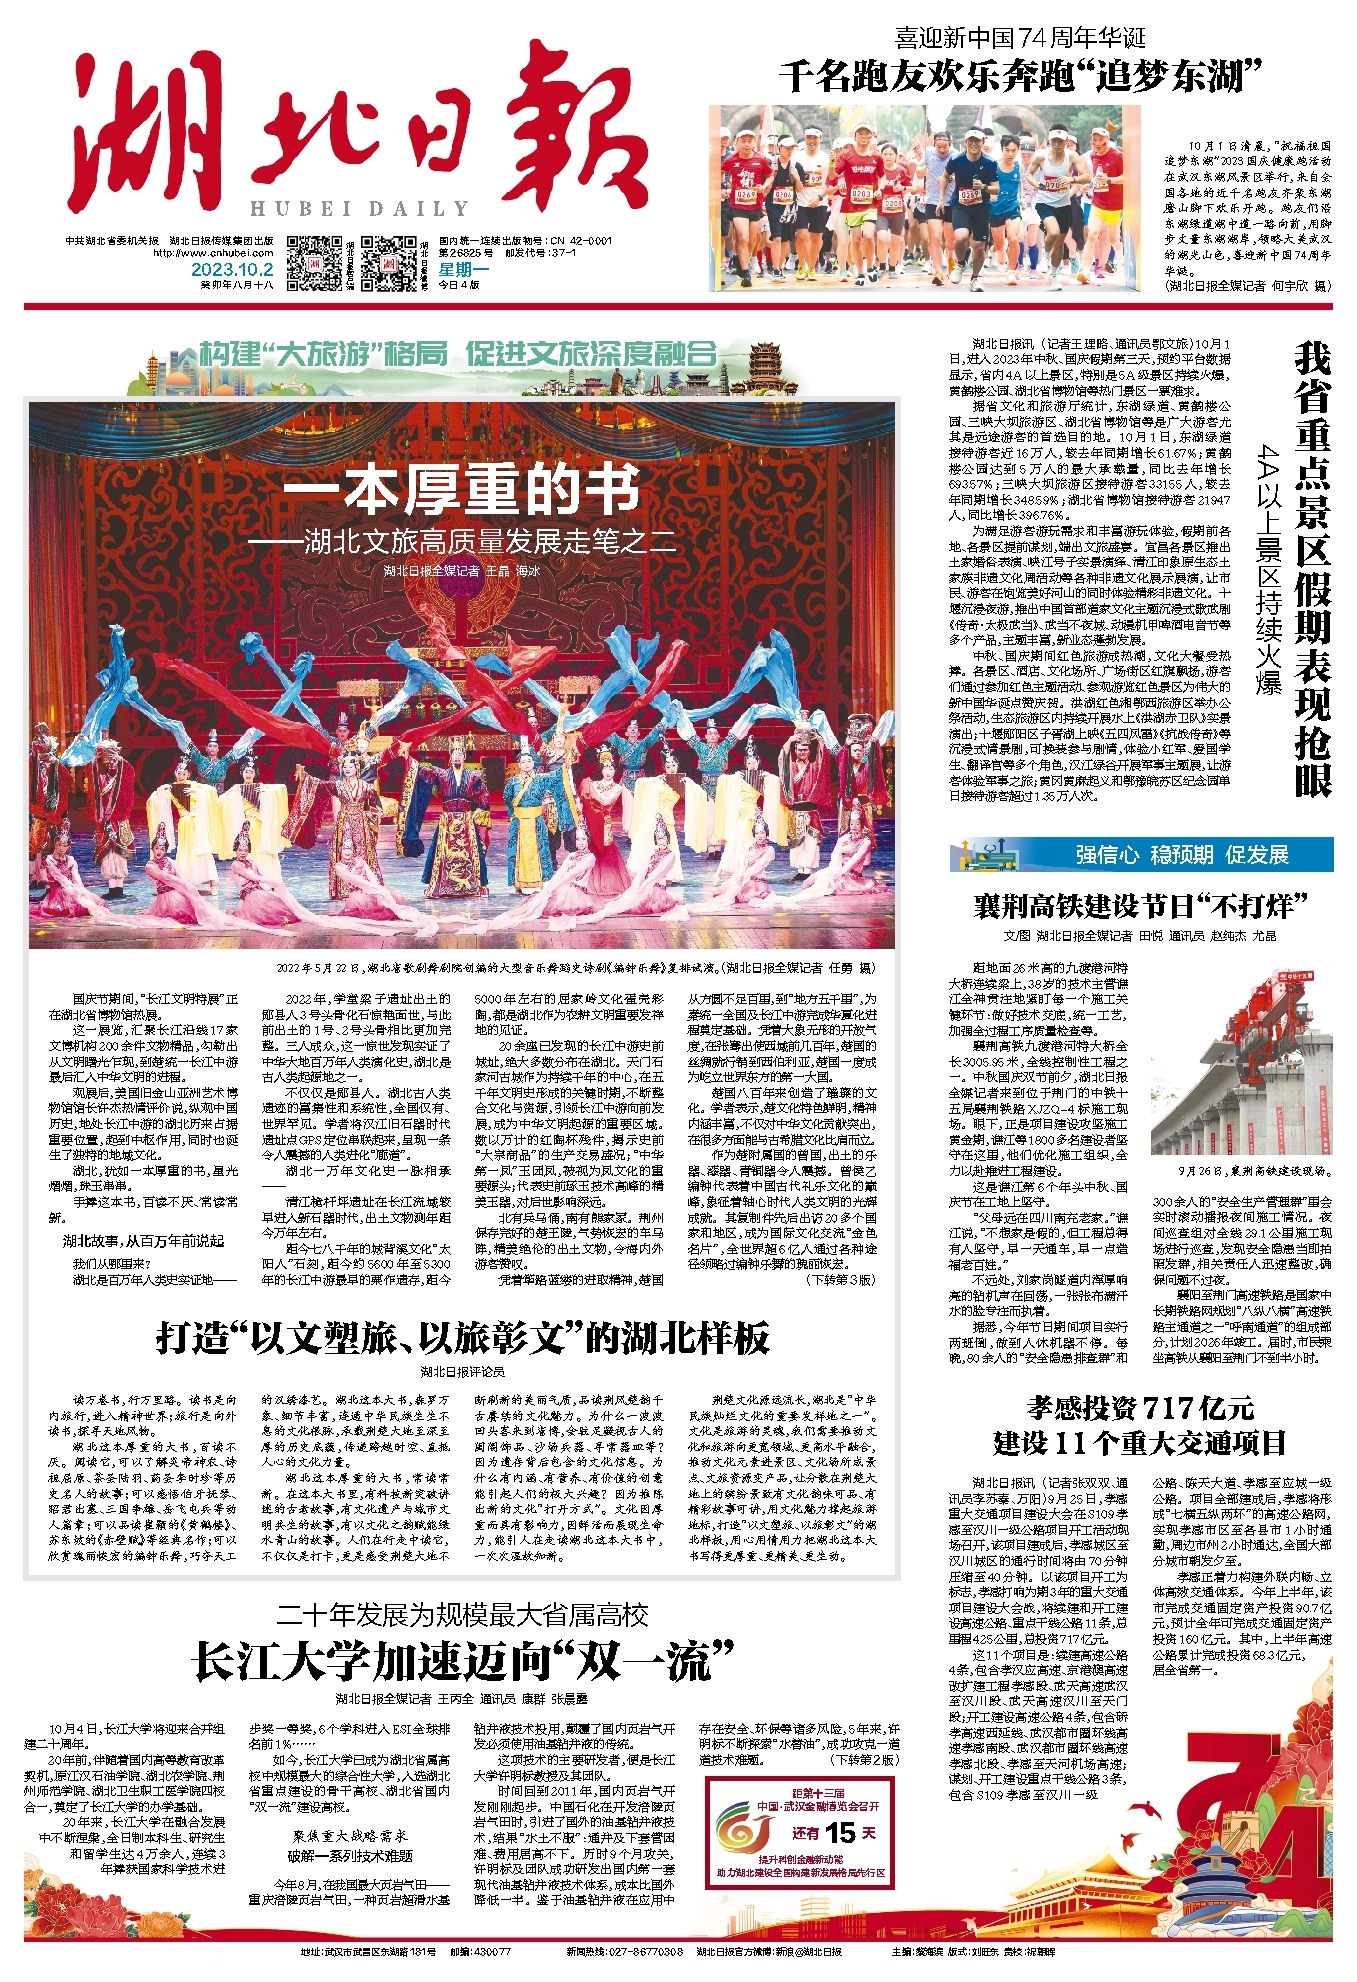 湖北日報
HUBEI DAILY
中共湖北省委机关报 湖北日报传媒集团出版
http://www.cnhubei.com
2023.10.2
癸卯年八月十八
国内统一连续出版物号:CN 42-0001
第26825号 邮发代号:37-1
星期一
今日4版
喜迎新中国74周年华诞
千名跑友欢乐奔跑“追梦东湖”
10月1日清晨,“祝福祖国
追梦东湖”2023国庆健康跑活动
在武汉东湖风景区举行,来自全
国各地的近千名跑友齐聚东湖
磨山脚下欢乐开跑。跑友们沿
东湖绿道湖中道一路向前,用脚
步丈量东湖湖岸,领略大美武汉
的湖光山色,喜迎新中国74周年
华诞。
(湖北日报全媒记者 何宇欣 摄)
构建“大旅游”格局 促进文旅深度融合
一本厚重的书
——湖北文旅高质量发展走笔之二
湖北日报全媒记者 王晶 海冰
2022年5月22日,湖北省歌剧舞剧院创编的大型音乐舞蹈史诗剧《编钟乐舞》复排试演。(湖北日报全媒记者 任勇 摄)
国庆节期间,“长江文明特展”正
在湖北省博物馆热展。
这一展览,汇聚长江沿线17家
文博机构200余件文物精品,勾勒出
从文明曙光乍现,到楚统一长江中游
最后汇入中华文明的进程。
观展后,美国旧金山亚洲艺术博
物馆馆长许杰热情评价说,纵观中国
历史,地处长江中游的湖北历来占据
重要位置,起到中枢作用,同时也诞
生了独特的地域文化。
湖北,犹如一本厚重的书,星光
熠熠,珠玉串串。
手捧这本书,百读不厌、常读常
新。
湖北故事,从百万年前说起
我们从哪里来?
湖北是百万年人类史实证地——
2022年,学堂梁子遗址出土的
郧县人3号头骨化石惊艳面世,与此
前出土的1号、2号头骨相比更加完
整。三人成众,这一惊世发现实证了
中华大地百万年人类演化史,湖北是
古人类起源地之一。
不仅仅是郧县人。湖北古人类
遗迹的富集性和系统性,全国仅有、
世界罕见。学者将汉江旧石器时代
遗址点GPS定位串联起来,呈现一条
令人震撼的人类进化“廊道”。
湖北一万年文化史一脉相承
——
清江桅杆坪遗址在长江流域较
早进入新石器时代,出土文物测年距
今万年左右。
距今七八千年的城背溪文化“太
阳人”石刻,距今约5600年至5300
年的长江中游最早的栗作遗存,距今
5000年左右的屈家岭文化蛋壳彩
陶,都是湖北作为农耕文明重要发祥
地的见证。
20余座已发现的长江中游史前
城址,绝大多数分布在湖北。天门石
家河古城作为持续千年的中心,在五
千年文明史形成的关键时期,不断整
合文化与资源,引领长江中游向前发
展,成为中华文明起源的重要区域。
数以万计的红陶杯残件,揭示史前
“大宗商品”的生产交易盛况;“中华
第一凤”玉团凤,被视为凤文化的重
要源头;代表史前琢玉技术高峰的精
美玉器,对后世影响深远。
北有兵马俑,南有熊家冢。荆州
保存完好的楚王陵,气势恢宏的车马
阵,精美绝伦的出土文物,令海内外
游客赞叹。
凭着筚路蓝缕的进取精神,楚国
从方圆不足百里,到“地方五千里”,为
秦统一全国及长江中游完成华夏化进
程奠定基础。凭着大象无形的开放气
度,在张骞出使西域前几百年,楚国的
丝绸就行销到西伯利亚,楚国一度成
为屹立世界东方的第一大国。
楚国八百年来创造了璀璨的文
化。学者表示,楚文化特色鲜明,精神
内涵丰富,不仅对中华文化贡献突出,
在很多方面能与古希腊文化比肩而立。
作为楚附属国的曾国,出土的乐
器、漆器、青铜器令人震撼。曾侯乙
编钟代表着中国古代礼乐文化的巅
峰,象征着轴心时代人类文明的光辉
成就。其复制件先后出访20多个国
家和地区,成为国际文化交流“金色
名片”,全世界超6亿人通过各种途
径领略过编钟乐舞的瑰丽恢宏。
(下转第3版)
打造“以文塑旅、以旅彰文”的湖北样板
湖北日报评论员
读万卷书,行万里路。读书是向
内旅行,进入精神世界;旅行是向外
读书,探寻天地风物。
湖北这本厚重的大书,百读不
厌。阅读它,可以了解炎帝神农、诗
祖屈原、茶圣陆羽、药圣李时珍等历
史名人的故事;可以感悟伯牙抚琴、
昭君出塞、三国争雄、岳飞屯兵等动
人篇章;可以品读崔颢的《黄鹤楼》、
苏东坡的《赤壁赋》等经典名作;可以
欣赏瑰丽恢宏的编钟乐舞,巧夺天工
的汉绣漆艺。湖北这本大书,森罗万
象、细节丰富,连通中华民族生生不
息的文化根脉,承载荆楚大地至深至
厚的历史底蕴,传递跨越时空、直抵
人心的文化力量。
湖北这本厚重的大书,常读常
新。在这本大书里,有科技新突破讲
述的古老故事,有文化遗产与城市文
明共生的故事,有以文化之韵赋能绿
水青山的故事。人们在行走中读它,
不仅仅是打卡,更是感受荆楚大地不
断刷新的美丽气质,品读荆风楚韵千
古赓续的文化魅力。为什么一波波
回头客来到省博,会驻足凝视古人的
闺阁饰品、沙场兵器、寻常器皿等?
因为遗存背后包含的文化信息。为
什么有内涵、有营养、有价值的创意
能引起人们的极大兴趣?因为推陈
出新的文化“打开方式”。文化因厚
重而具有影响力,因鲜活而展现生命
力,能引人在走读湖北这本大书中,
一次次温故知新。
荆楚文化源远流长,湖北是“中华
民族灿烂文化的重要发祥地之一”。
文化是旅游的灵魂,我们需要推动文
化和旅游向更宽领域、更高水平融合,
推动文化元素进景区、文化场所成景
点、文旅资源变产品,让分散在荆楚大
地上的缤纷景致有文化韵味可品、有
精彩故事可讲,用文化魅力撑起旅游
地标,打造“以文塑旅、以旅彰文”的湖
北样板,用心用情用力把湖北这本大
书写得更厚重、更精美、更生动。
二十年发展为规模最大省属高校
长江大学加速迈向“双一流”
湖北日报全媒记者 王丙全 通讯员 康群 张晨露
10月4日,长江大学将迎来合并组
建二十周年。
20年前,伴随着国内高等教育改革
契机,原江汉石油学院、湖北农学院、荆
州师范学院、湖北卫生职工医学院四校
合一,奠定了长江大学的办学基础。
20年来,长江大学在融合发展
中不断涅槃,全日制本科生、研究生
和留学生达4万余人,连续3
年摘获国家科学技术进
步奖一等奖,6个学科进入ESI全球排
名前1%……
如今,长江大学已成为湖北省属高
校中规模最大的综合性大学,入选湖北
省重点建设的骨干高校、湖北省国内
“双一流”建设高校。
聚焦重大战略需求
破解一系列技术难题
今年8月,在我国最大页岩气田——
重庆涪陵页岩气田,一种页岩超滑水基
钻井液技术投用,颠覆了国内页岩气开
发必须使用油基钻井液的传统。
这项技术的主要研发者,便是长江
大学许明标教授及其团队。
时间回到2011年,国内页岩气开
发刚刚起步。中国石化在开发涪陵页
岩气田时,引进了国外的油基钻井液技
术,结果“水土不服”:通井及下套管困
难、费用居高不下。历时9个月攻关,
许明标及团队成功研发出国内第一套
现代油基钻井液技术体系,成本比国外
降低一半。鉴于油基钻井液在应用中
存在安全、环保等诸多风险,5年来,许
明标不断探索“水替油”,成功攻克一道
道技术难题。 (下转第2版)
距第十三届
中国·武汉金融博览会召开
还有 15 天
提升科创金融新动能
助力湖北建设全国构建新发展格局先行区
我省重点景区假期表现抢眼
4A以上景区持续火爆
湖北日报讯 (记者王理略、通讯员鄂文旅)10月1
日,进入2023年中秋、国庆假期第三天,预约平台数据
显示,省内4A以上景区,特别是5A级景区持续火爆,
黄鹤楼公园、湖北省博物馆等热门景区一票难求。
据省文化和旅游厅统计,东湖绿道、黄鹤楼公
园、三峡大坝旅游区、湖北省博物馆等是广大游客尤
其是远途游客的首选目的地。10月1日,东湖绿道
接待游客近16万人,较去年同期增长61.67%;黄鹤
楼公园达到5万人的最大承载量,同比去年增长
693.57%;三峡大坝旅游区接待游客33155人,较去
年同期增长348.59%;湖北省博物馆接待游客21947
人,同比增长396.76%。
为满足游客游玩需求和丰富游玩体验,假期前各
地、各景区提前谋划,端出文旅盛宴。宜昌各景区推出
土家婚俗表演、峡江号子实景演绎、清江印象原生态土
家族非遗文化周活动等各种非遗文化展示展演,让市
民、游客在饱览美好河山的同时体验精彩非遗文化。十
堰沉浸夜游,推出中国首部道家文化主题沉浸式歌武剧
《传奇·太极武当》、武当不夜城、动漫机甲啤酒电音节等
多个产品,主题丰富,新业态蓬勃发展。
中秋、国庆期间红色旅游成热潮,文化大餐受热
捧。各景区、酒店、文化场所、广场街区红旗飘扬,游客
们通过参加红色主题活动、参观游览红色景区为伟大的
新中国华诞点赞庆贺。洪湖红色湘鄂西旅游区举办公
祭活动,生态旅游区内持续开展水上《洪湖赤卫队》实景
演出;十堰郧阳区子胥湖上映《五四风雷》《抗战传奇》等
沉浸式情景剧,可换装参与剧情,体验小红军、爱国学
生、翻译官等多个角色,汉江绿谷开展军事主题展,让游
客体验军事之旅;黄冈黄麻起义和鄂豫皖苏区纪念园单
日接待游客超过1.35万人次。
强信心 稳预期 促发展
襄荆高铁建设节日“不打烊”
文/图 湖北日报全媒记者 田悦 通讯员 赵纯杰 尤昂
距地面26米高的九渡港河特
大桥连续梁上,38岁的技术主管谯
江全神贯注地紧盯每一个施工关
键环节:做好技术交底,统一工艺,
加强全过程工序质量检查等。
襄荆高铁九渡港河特大桥全
长3005.95米,全线控制性工程之
一。中秋国庆双节前夕,湖北日报
全媒记者来到位于荆门的中铁十
五局襄荆铁路XJZQ-4标施工现
场。眼下,正是项目建设攻坚施工
黄金期,谯江等1800多名建设者坚
守在这里,他们优化施工组织,全
力以赴推进工程建设。
这是谯江第6个年头中秋、国
庆节在工地上坚守。
“父母远在四川南充老家。”谯
江说,“不想家是假的,但工程总得
有人坚守,早一天通车,早一点造
福老百姓。”
不远处,刘家岗隧道内浑厚响
亮的钻机声在回荡,一张张布满汗
水的脸专注而执着。
据悉,今年节日期间项目实行
两班倒,做到人休机器不停。每
晚,80余人的“安全隐患排查群”和
9月26日,襄荆高铁建设现场。
300余人的“安全生产管理群”里会
实时滚动播报夜间施工情况。夜
间巡查组对全线29.1公里施工现
场进行巡查,发现安全隐患当即拍
照发群,相关责任人迅速整改,确
保问题不过夜。
襄阳至荆门高速铁路是国家中
长期铁路网规划“八纵八横”高速铁
路主通道之一“呼南通道”的组成部
分,计划2026年竣工。届时,市民乘
坐高铁从襄阳至荆门不到半小时。
孝感投资717亿元
建设11个重大交通项目
湖北日报讯 (记者张双双、通
讯员李苏秦、万阳)9月25日,孝感
重大交通项目建设大会在S109孝
感至汉川一级公路项目开工活动现
场召开,该项目建成后,孝感城区至
汉川城区的通行时间将由70分钟
压缩至40分钟。以该项目开工为
标志,孝感打响为期3年的重大交通
项目建设大会战,将续建和开工建
设高速公路、重点干线公路11条,总
里程425公里,总投资717亿元。
这11个项目是:续建高速公路
4条,包含孝汉应高速、京港澳高速
改扩建工程孝感段、武天高速武汉
至汉川段、武天高速汉川至天门
段;开工建设高速公路4条,包含硚
孝高速西延线、武汉都市圈环线高
速孝感南段、武汉都市圈环线高速
孝感北段、孝感至天河机场高速;
谋划、开工建设重点干线公路3条,
包含S109孝感至汉川一级
公路、陈天大道、孝感至应城一级
公路。项目全部建成后,孝感将形
成“七横五纵两环”的高速公路网,
实现孝感市区至各县市1小时通
勤,周边市州2小时通达,全国大部
分城市朝发夕至。
孝感正着力构建外联内畅、立
体高效交通体系。今年上半年,该
市完成交通固定资产投资90.7亿
元,预计全年可完成交通固定资产
投资160亿元。其中,上半年高速
公路累计完成投资68.3亿元,
居全省第一。
74
地址:武汉市武昌区东湖路181号 邮编:430077 新闻热线:027-86770308 湖北日报官方微博:新浪@湖北日报 主编:黎海滨 版式:刘旺东 责校:祝朝晖